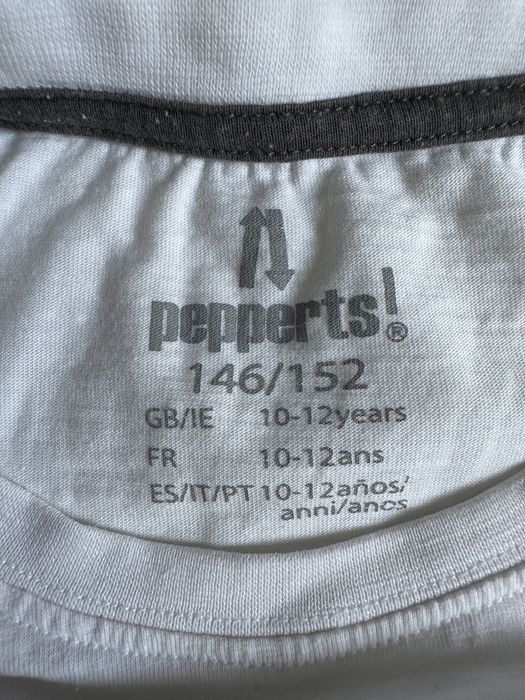 pepperts!®
146/152
GB/IE 10-12years
FR 10-12ans
ES/IT/PT 10-12años/
anni/anos